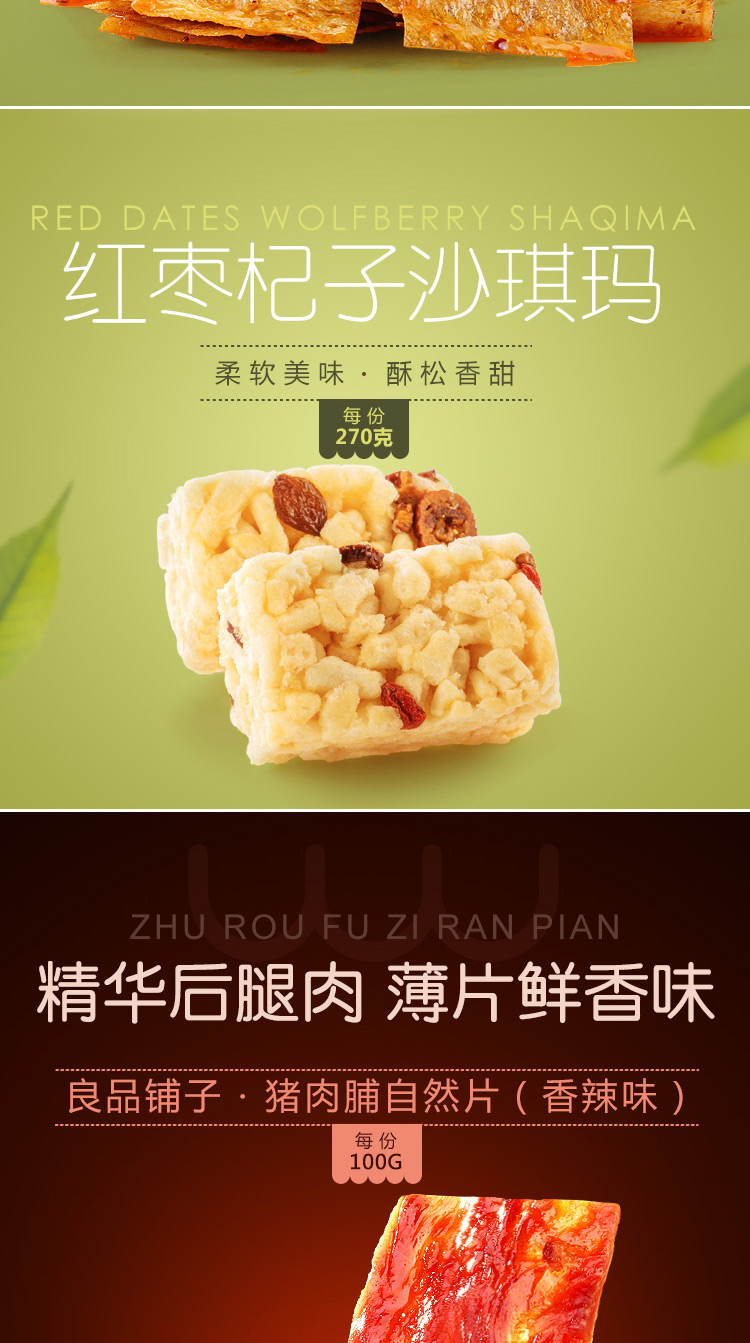 RED DATES WOLFBERRY SHAQIMA
红枣杞子沙琪玛
柔软美味·酥松香甜
每份
270克
ZHU ROU FU ZI RAN PIAN
精华后腿肉 薄片鲜香味
良品铺子·猪肉脯自然片（香辣味）
每份
100G